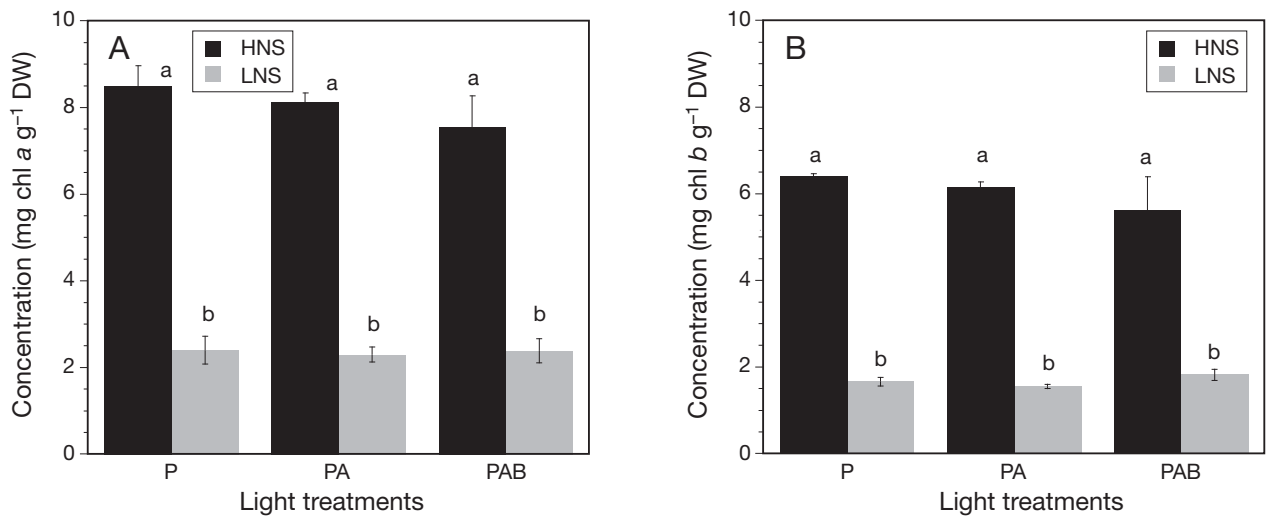 A
HNS
LNS
Concentration (mg chl a g⁻¹ DW)
10
8
6
4
2
0
a
a
a
b
b
b
P
PA
PAB
Light treatments
B
HNS
LNS
Concentration (mg chl b g⁻¹ DW)
10
8
6
4
2
0
a
a
a
b
b
b
P
PA
PAB
Light treatments